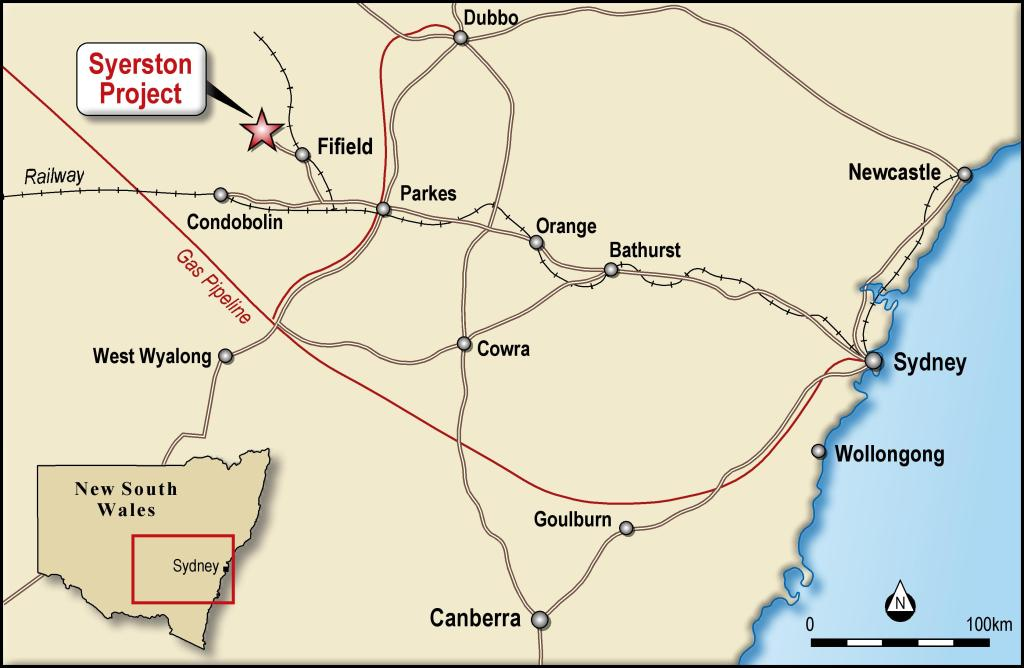 Dubbo
Syerston
Project
Fifield
Railway
Newcastle
Parkes
Condobolin
Orange
Bathurst
Gas Pipeline
West Wyalong
Cowra
Sydney
Wollongong
New South
Wales
Goulburn
Sydney
Canberra
N
0
100km